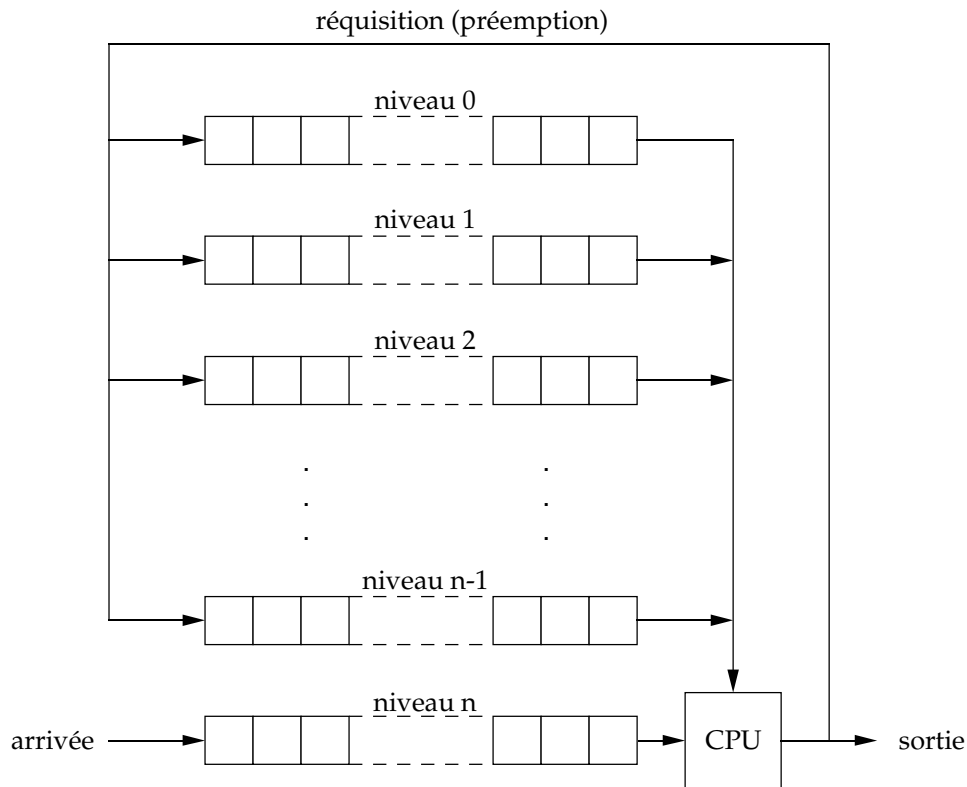 réquisition (préemption)
niveau 0
niveau 1
niveau 2
niveau n-1
niveau n
arrivée
CPU
sortie